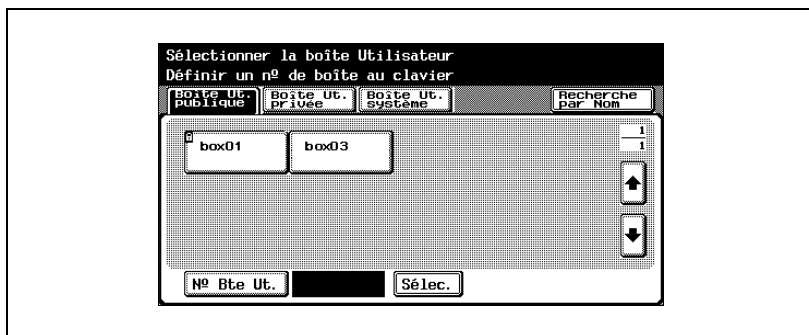 Sélectionner la boîte Utilisateur
Définir un nº de boîte au clavier
Boîte Ut. publique
Boîte Ut. privée
Boîte Ut. système
Recherche par Nom
box01
box03
1
1
Nº Bte Ut.
Sélec.